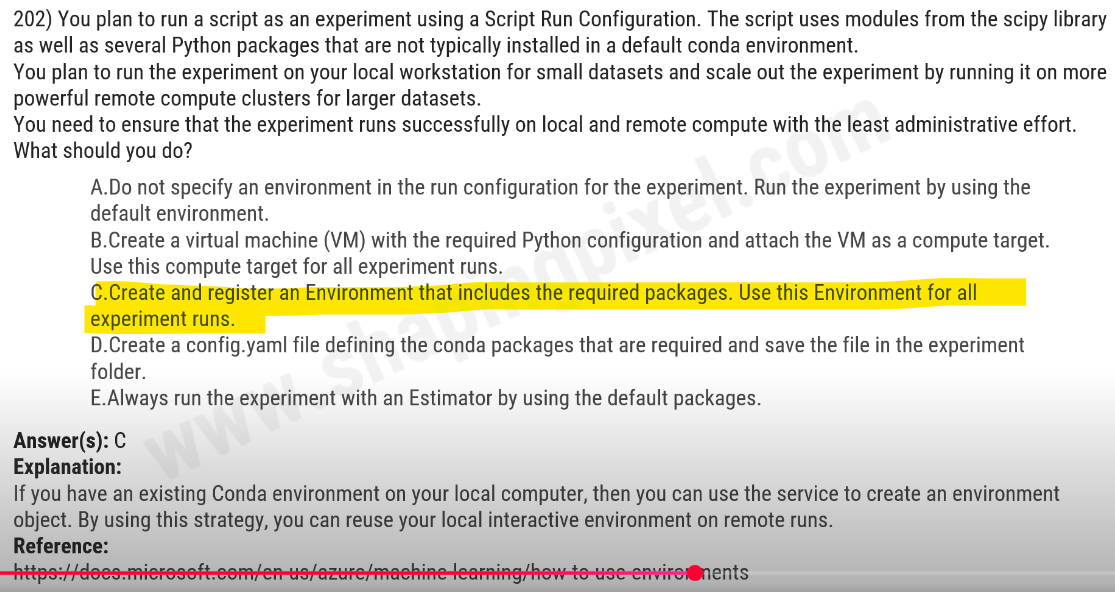 202) You plan to run a script as an experiment using a Script Run Configuration. The script uses modules from the scipy library
as well as several Python packages that are not typically installed in a default conda environment.
You plan to run the experiment on your local workstation for small datasets and scale out the experiment by running it on more
powerful remote compute clusters for larger datasets.
You need to ensure that the experiment runs successfully on local and remote compute with the least administrative effort.
What should you do?
A.Do not specify an environment in the run configuration for the experiment. Run the experiment by using the
default environment.
B.Create a virtual machine (VM) with the required Python configuration and attach the VM as a compute target.
Use this compute target for all experiment runs.
C.Create and register an Environment that includes the required packages. Use this Environment for all
experiment runs.
D.Create a config.yaml file defining the conda packages that are required and save the file in the experiment
folder.
E.Always run the experiment with an Estimator by using the default packages.
Answer(s): C
Explanation:
If you have an existing Conda environment on your local computer, then you can use the service to create an environment
object. By using this strategy, you can reuse your local interactive environment on remote runs.
Reference:
https://docs.microsoft.com/en-us/azure/machine-learning/how-to-use-environments
www.shapingpixel.com